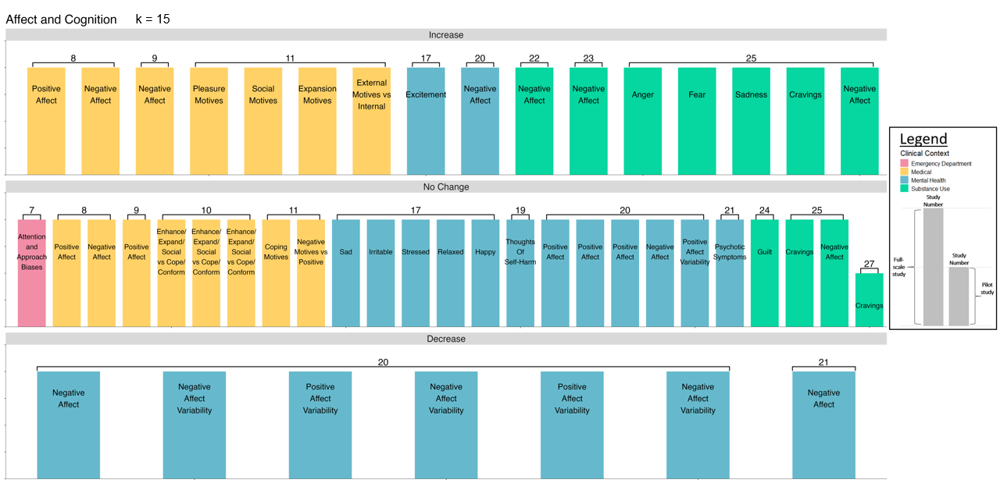 Affect and Cognition k = 15
Increase
8 9 11 17 20 22 23 25
Positive
Affect
Negative
Affect
Negative
Affect
Pleasure
Motives
Social
Motives
Expansion
Motives
External
Motives vs
Internal
Excitement
Negative
Affect
Negative
Affect
Negative
Affect
Anger
Fear
Sadness
Cravings
Negative
Affect
No Change
7 8 9 10 11 17 19 20 21 24 25 27
Attention
and
Approach
Biases
Positive
Affect
Negative
Affect
Positive
Affect
Enhance/
Expand/
Social
vs Cope/
Conform
Enhance/
Expand/
Social
vs Cope/
Conform
Enhance/
Expand/
Social
vs Cope/
Conform
Coping
Motives
Negative
Motives vs
Positive
Sad
Irritable
Stressed
Relaxed
Happy
Thoughts
Of
Self-Harm
Positive
Affect
Positive
Affect
Positive
Affect
Negative
Affect
Positive
Affect
Variability
Psychotic
Symptoms
Guilt
Cravings
Negative
Affect
Cravings
Decrease
20 21
Negative
Affect
Negative
Affect
Variability
Positive
Affect
Variability
Negative
Affect
Variability
Positive
Affect
Variability
Negative
Affect
Variability
Negative
Affect
Legend
Clinical Context
Emergency Department
Medical
Mental Health
Substance Use
Study
Number
Study
Number
Full-
scale
study
Pilot
study